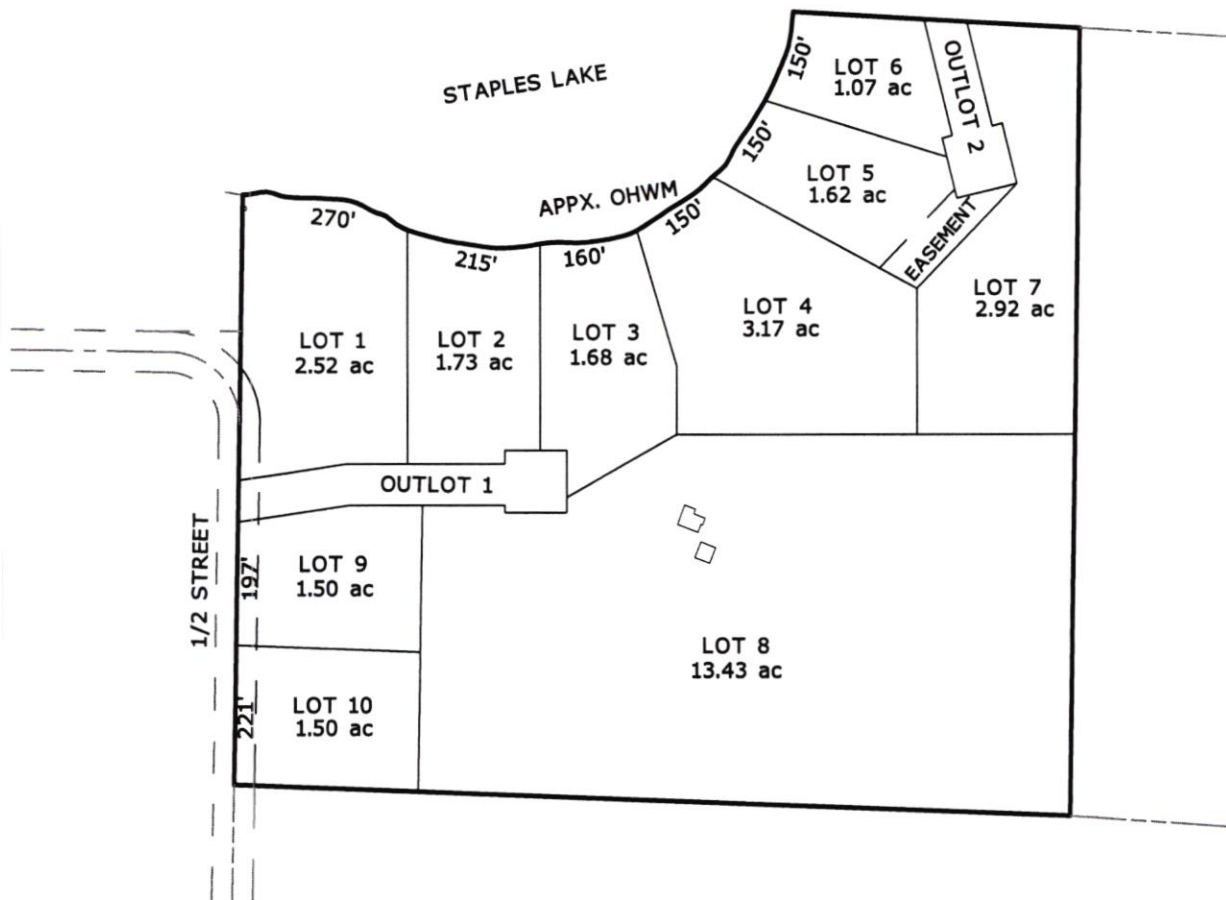 STAPLES LAKE
APPX. OHWM
150'
LOT 6
1.07 ac
OUTLOT 2
150'
LOT 5
1.62 ac
EASEMENT
150'
270'
215'
160'
LOT 1
2.52 ac
LOT 2
1.73 ac
LOT 3
1.68 ac
LOT 4
3.17 ac
LOT 7
2.92 ac
OUTLOT 1
1/2 STREET
197'
LOT 9
1.50 ac
221'
LOT 10
1.50 ac
LOT 8
13.43 ac